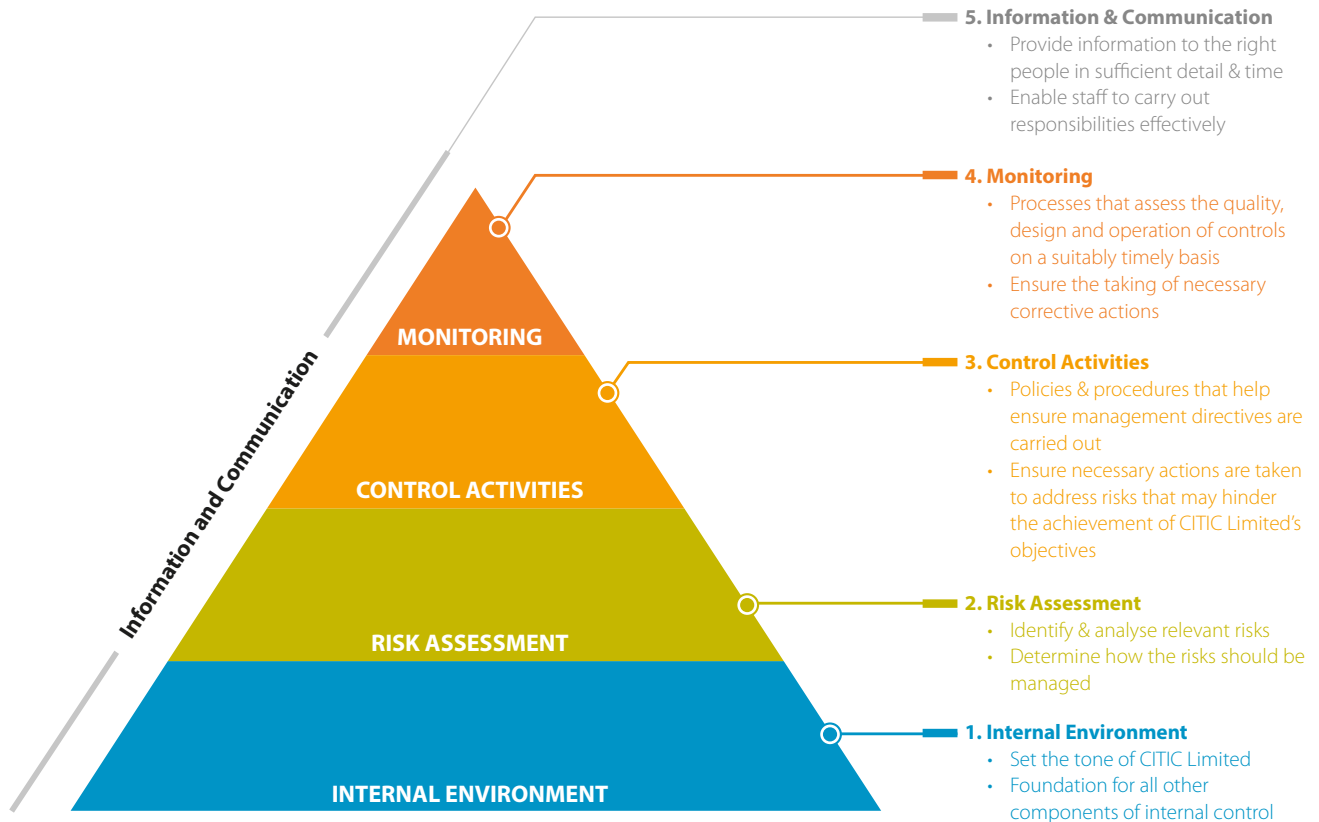 5. Information & Communication
• Provide information to the right
people in sufficient detail & time
• Enable staff to carry out
responsibilities effectively
4. Monitoring
• Processes that assess the quality,
design and operation of controls
on a suitably timely basis
• Ensure the taking of necessary
corrective actions
3. Control Activities
• Policies & procedures that help
ensure management directives are
carried out
• Ensure necessary actions are taken
to address risks that may hinder
the achievement of CITIC Limited's
objectives
2. Risk Assessment
• Identify & analyse relevant risks
• Determine how the risks should be
managed
1. Internal Environment
• Set the tone of CITIC Limited
• Foundation for all other
components of internal control
Information and Communication
MONITORING
CONTROL ACTIVITIES
RISK ASSESSMENT
INTERNAL ENVIRONMENT